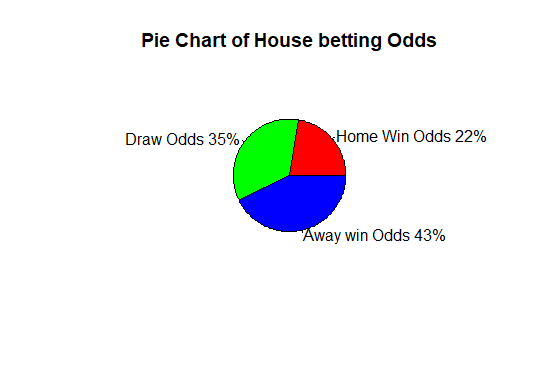 Pie Chart of House betting Odds
Home Win Odds 22%
Draw Odds 35%
Away win Odds 43%